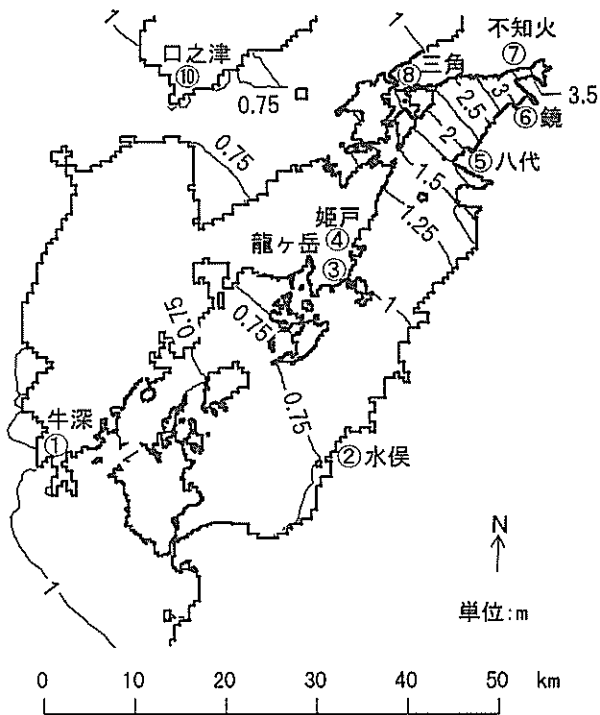 1
1
不知火
⑦
口之津
⑩
⑧三角
0.75
2.5
3
3.5
⑥鏡
2
0.75
⑤八代
1.5
1.25
姫戸
④
龍ヶ岳
③
1
0.75
0.75
0.75
牛深
①
1
②水俣
N
1
単位:m
0 10 20 30 40 50 km